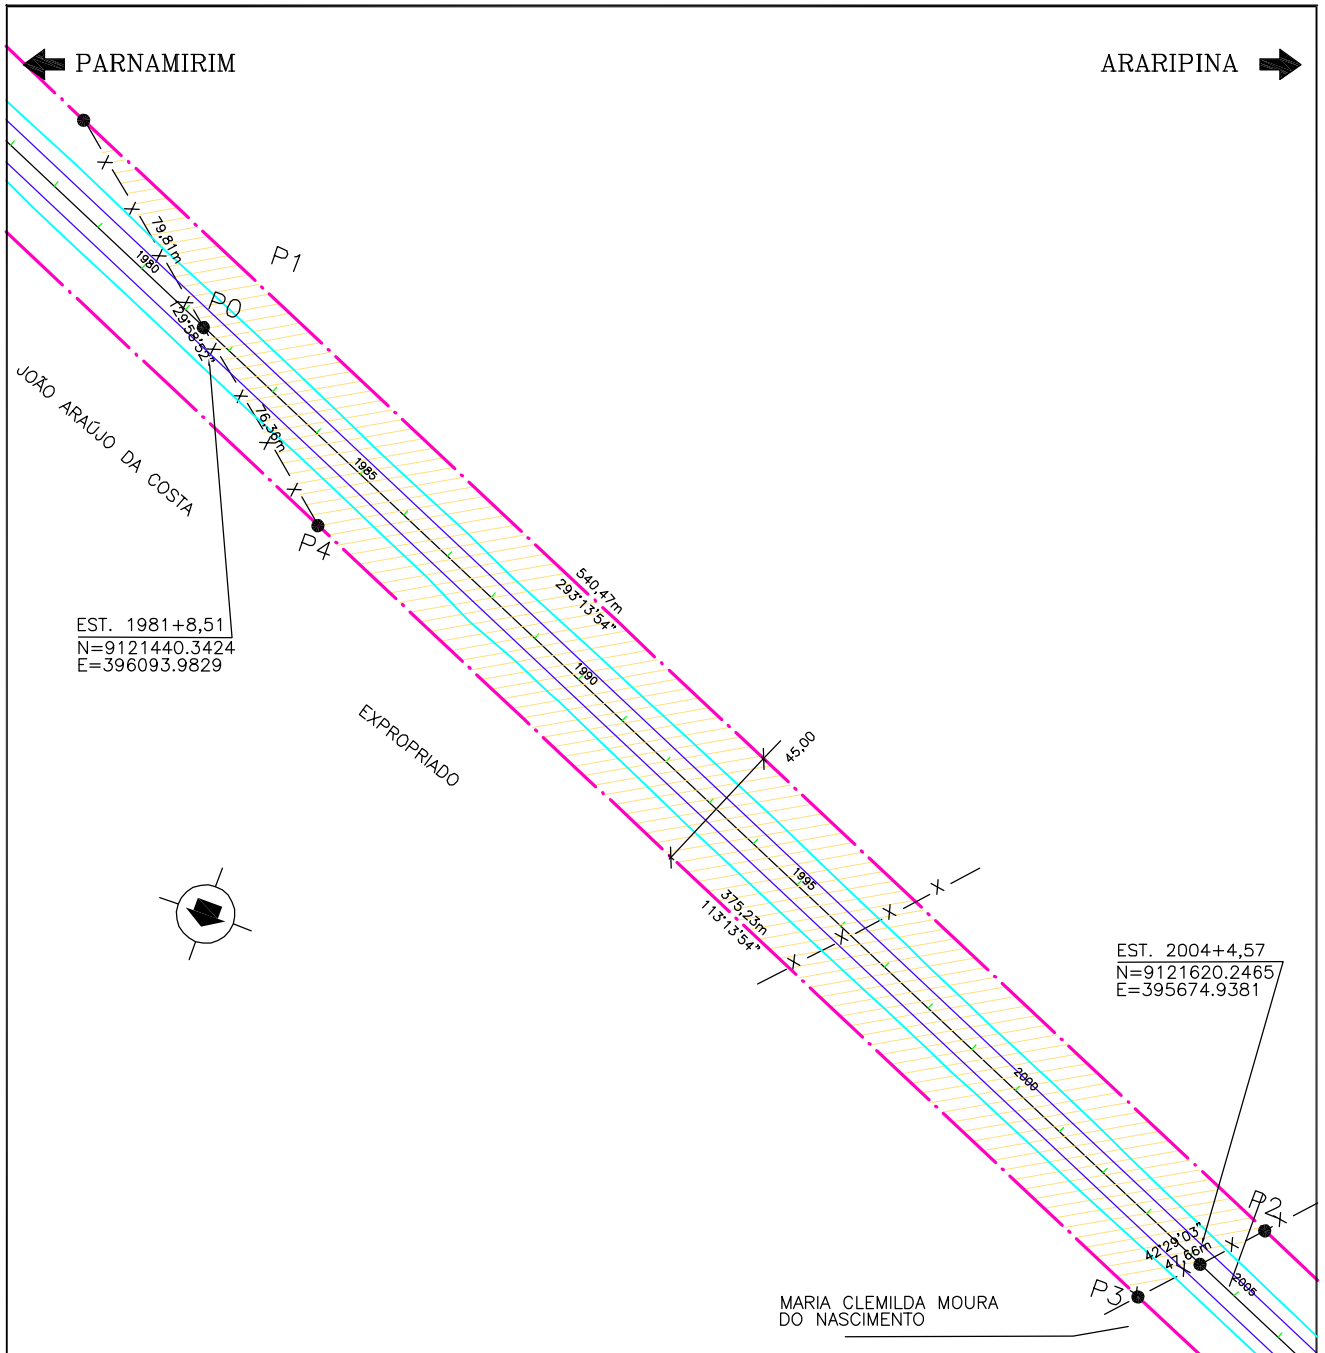 PARNAMIRIM
ARARIPINA
P1
79,81m
1980
P0
129°58'52"
JOÃO ARAÚJO DA COSTA
76,36m
1985
P4
540,47m
293°13'54"
EST. 1981+8,51
N=9121440.3424
E=396093.9829
1990
EXPROPRIADO
45,00
1995
375,23m
113°13'54"
EST. 2004+4,57
N=9121620.2465
E=395674.9381
2000
P2
42°29'03"
47,66m
2005
P3
MARIA CLEMILDA MOURA
DO NASCIMENTO